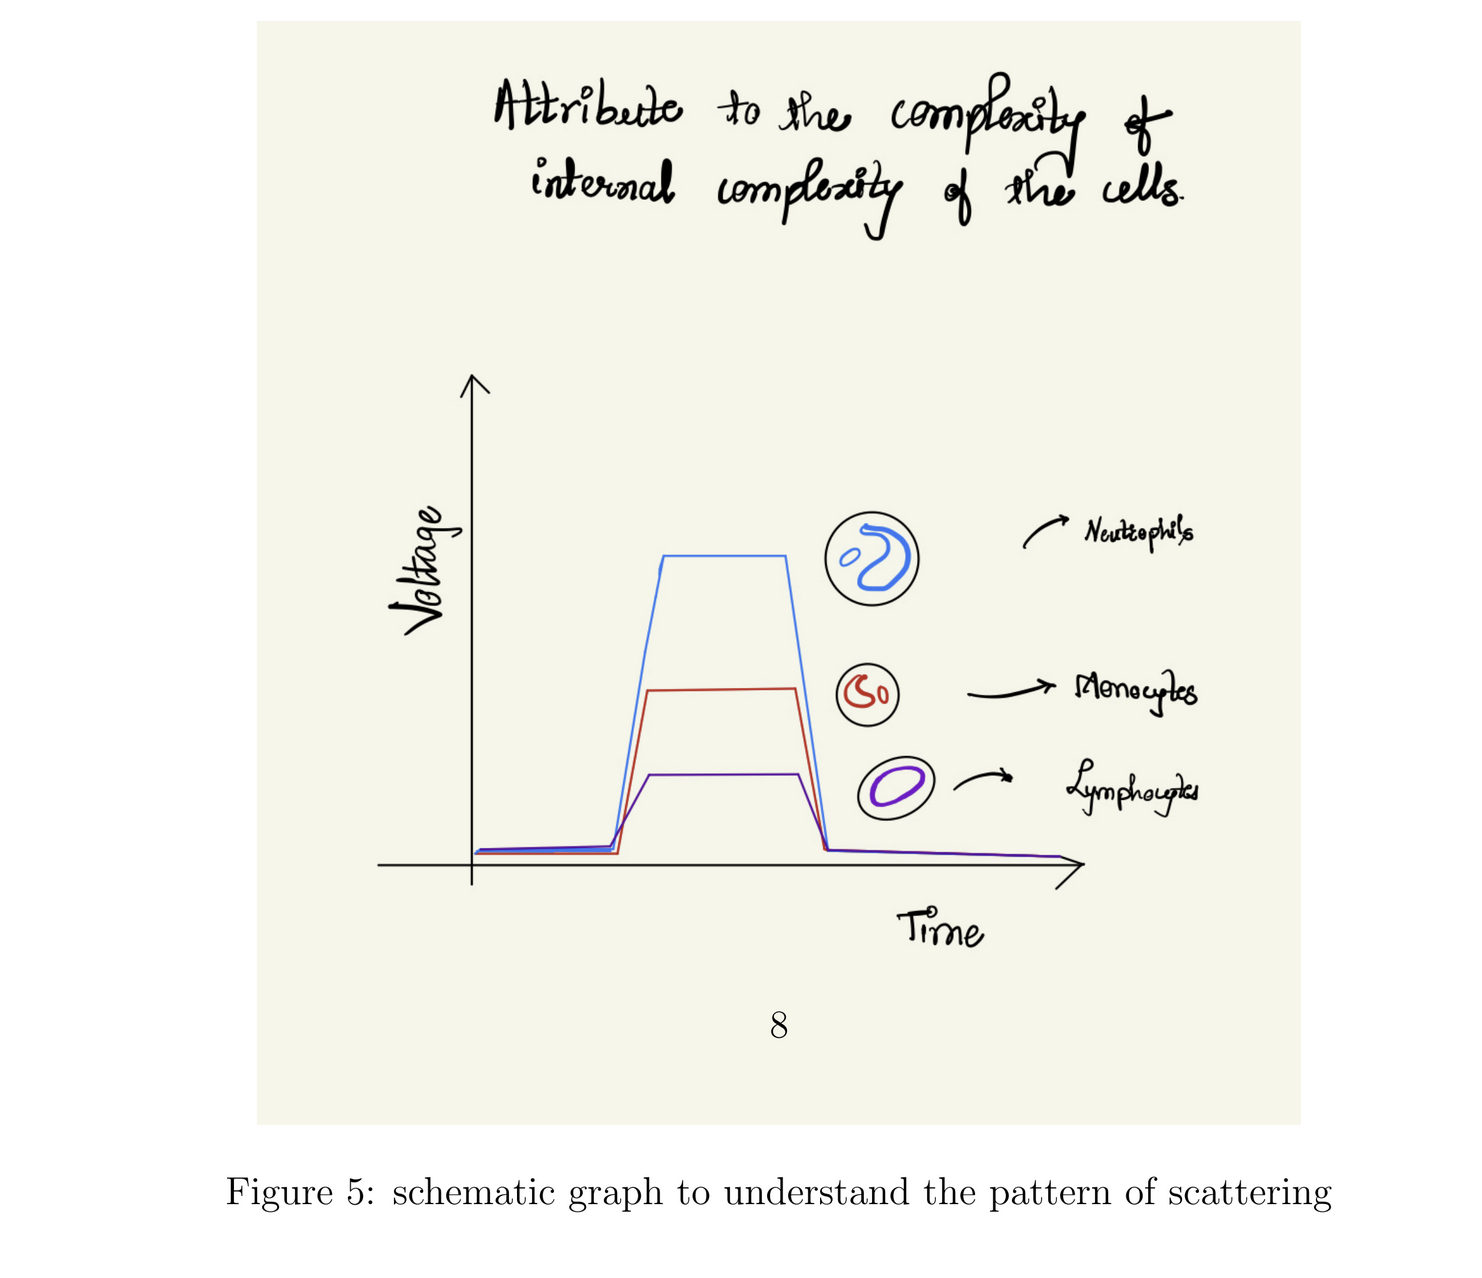 Attribute to the complexity of
internal complexity of the cells.
Voltage
Neutrophils
Monocytes
Lymphocytes
Time
8
Figure 5: schematic graph to understand the pattern of scattering